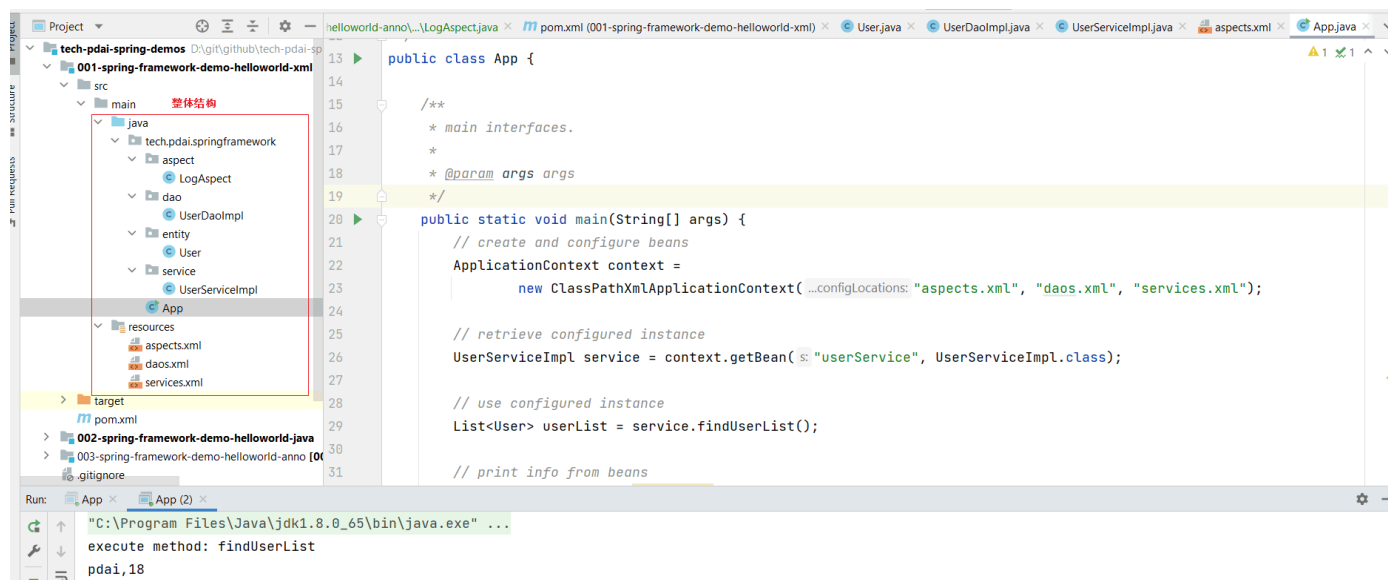 Project
helloworld-anno\...\LogAspect.java
pom.xml (001-spring-framework-demo-helloworld-xml)
User.java
UserDaoImpl.java
UserServiceImpl.java
aspects.xml
App.java
tech-pdai-spring-demos D:\git\github\tech-pdai-sp
001-spring-framework-demo-helloworld-xml
src
main
整体结构
java
tech.pdai.springframework
aspect
LogAspect
dao
UserDaoImpl
entity
User
service
UserServiceImpl
App
resources
aspects.xml
daos.xml
services.xml
target
pom.xml
002-spring-framework-demo-helloworld-java
003-spring-framework-demo-helloworld-anno [00
.gitignore
Structure
Pull Requests
1 1
13 public class App {
14
15 /**
16 * main interfaces.
17 *
18 * @param args args
19 */
20 public static void main(String[] args) {
21 // create and configure beans
22 ApplicationContext context =
23 new ClassPathXmlApplicationContext( ...configLocations: "aspects.xml", "daos.xml", "services.xml");
24
25 // retrieve configured instance
26 UserServiceImpl service = context.getBean( s: "userService", UserServiceImpl.class);
27
28 // use configured instance
29 List<User> userList = service.findUserList();
30
31 // print info from beans
Run: App App (2)
"C:\Program Files\Java\jdk1.8.0_65\bin\java.exe" ...
execute method: findUserList
pdai,18